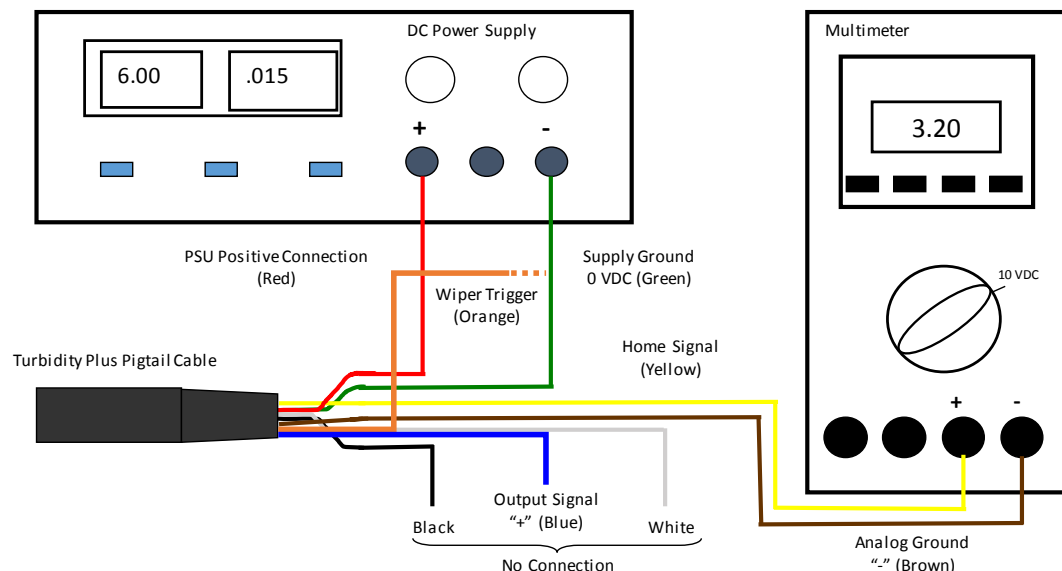 DC Power Supply
6.00
.015
+
-
Multimeter
3.20
10 VDC
+
-
PSU Positive Connection
(Red)
Supply Ground
0 VDC (Green)
Wiper Trigger
(Orange)
Home Signal
(Yellow)
Turbidity Plus Pigtail Cable
Black
Output Signal
“+” (Blue)
White
No Connection
Analog Ground
“-” (Brown)